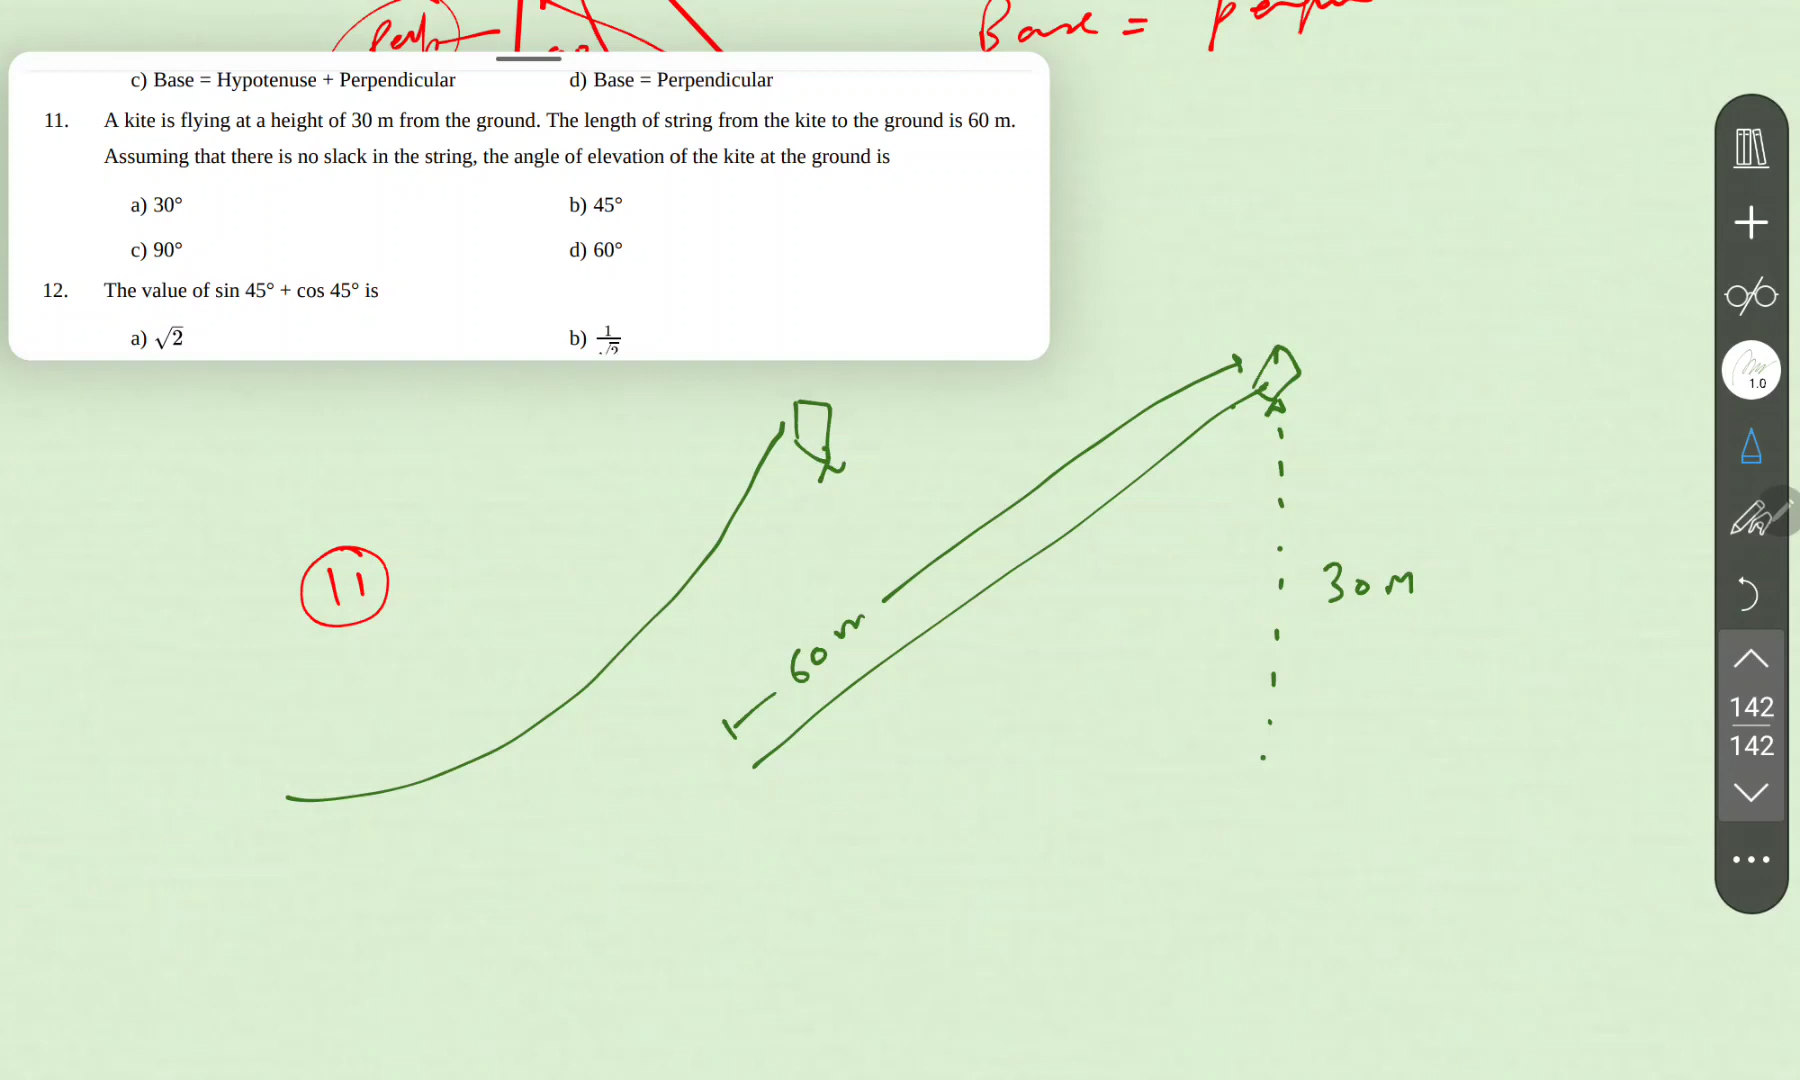 Base =
c) Base = Hypotenuse + Perpendicular d) Base = Perpendicular
11. A kite is flying at a height of 30 m from the ground. The length of string from the kite to the ground is 60 m.
Assuming that there is no slack in the string, the angle of elevation of the kite at the ground is
a) 30° b) 45°
c) 90° d) 60°
12. The value of sin 45° + cos 45° is
a) √2 b) 1/√2
1.0
11
30 M
60 m
142
142